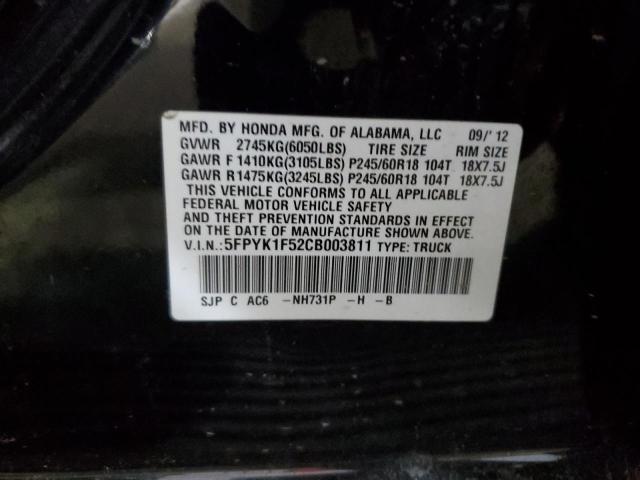 MFD. BY HONDA MFG. OF ALABAMA, LLC 09/'12
GVWR 2745KG(6050LBS) TIRE SIZE RIM SIZE
GAWR F 1410KG(3105LBS) P245/60R18 104T 18X7.5J
GAWR R1475KG(3245LBS) P245/60R18 104T 18X7.5J
THIS VEHICLE CONFORMS TO ALL APPLICABLE
FEDERAL MOTOR VEHICLE SAFETY
AND THEFT PREVENTION STANDARDS IN EFFECT
ON THE DATE OF MANUFACTURE SHOWN ABOVE.
V.I.N.: 5FPYK1F52CB003811 TYPE: TRUCK
SJP C AC6 -NH731P -H -B